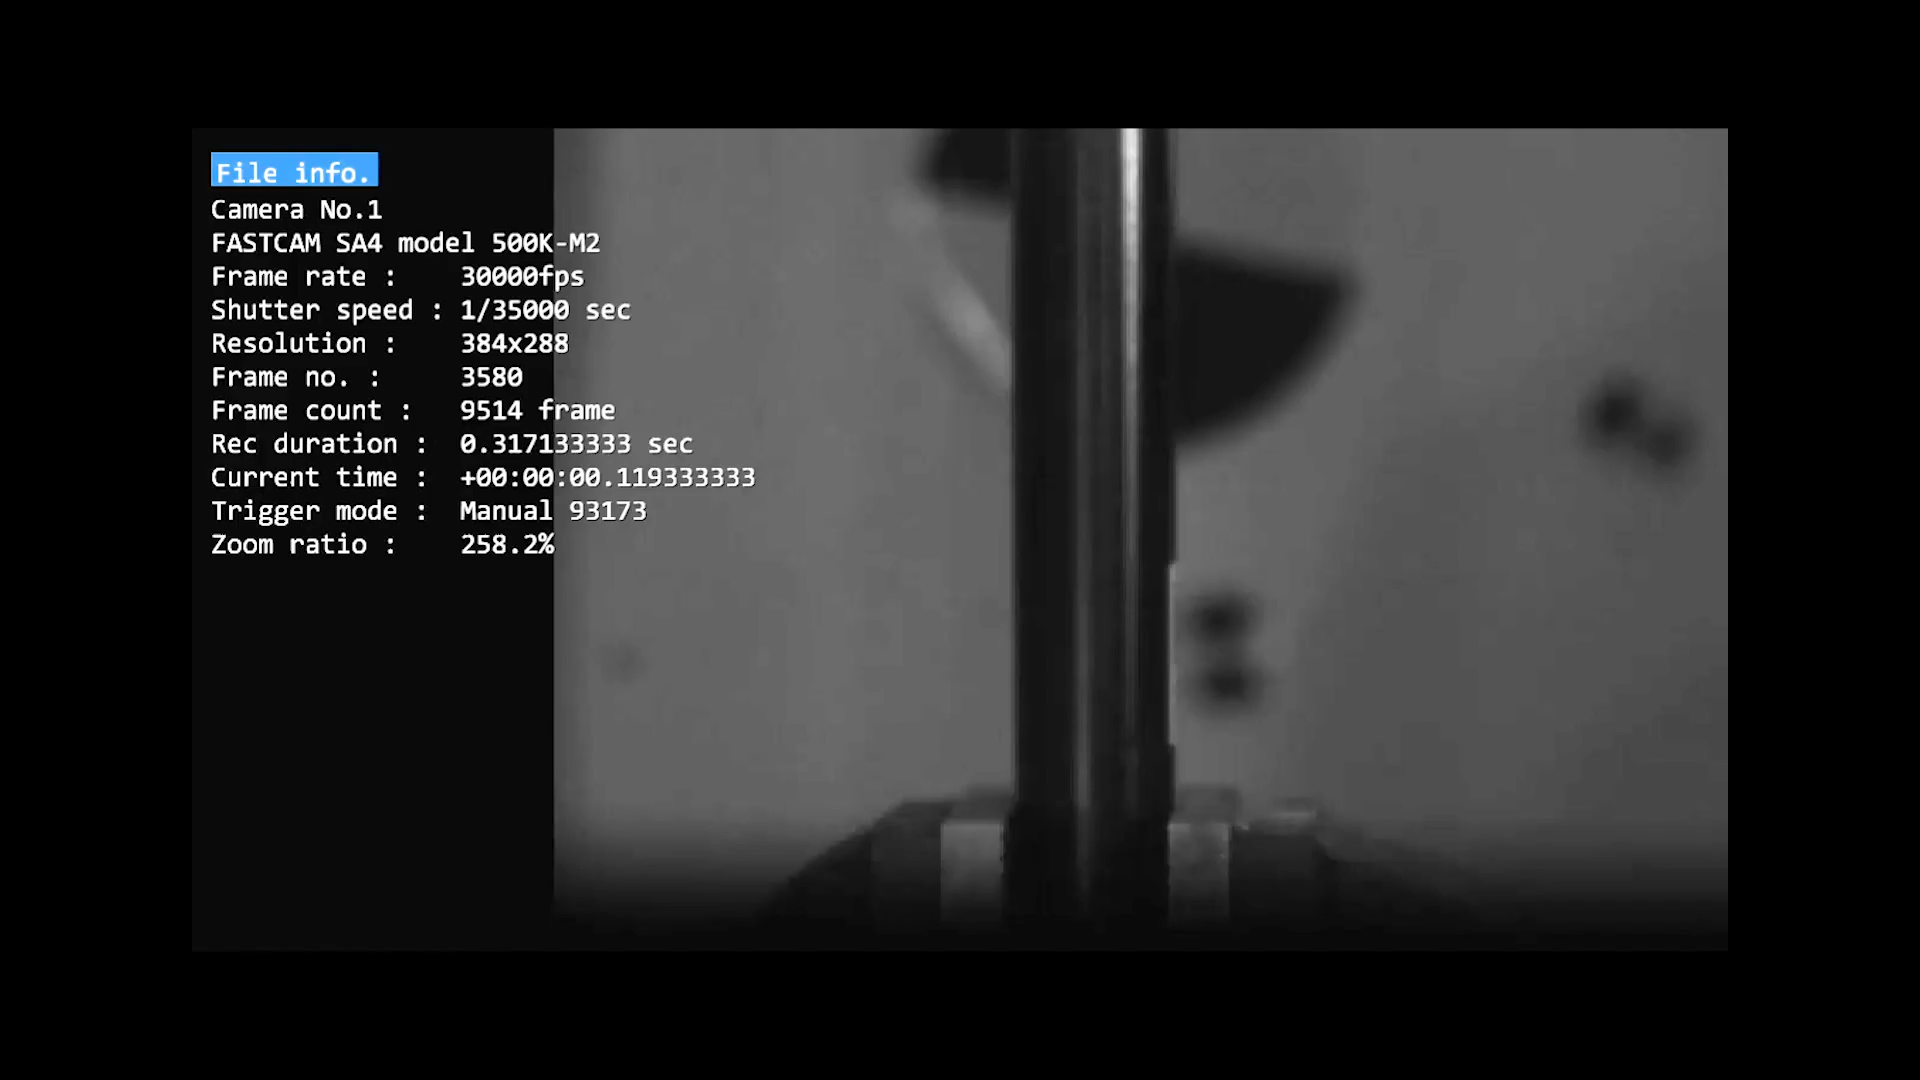 File info.
Camera No.1
FASTCAM SA4 model 500K-M2
Frame rate : 30000fps
Shutter speed : 1/35000 sec
Resolution : 384x288
Frame no. : 3580
Frame count : 9514 frame
Rec duration : 0.317133333 sec
Current time : +00:00:00.119333333
Trigger mode : Manual 93173
Zoom ratio : 258.2%